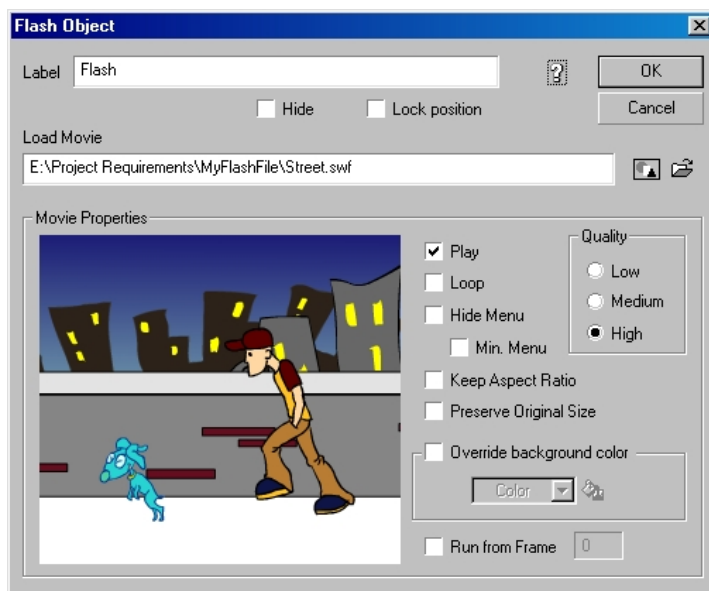 Flash Object
Label Flash OK
Hide Lock position Cancel
Load Movie
E:\Project Requirements\MyFlashFile\Street.swf
Movie Properties
Play
Loop
Hide Menu
Min. Menu
Quality
Low
Medium
High
Keep Aspect Ratio
Preserve Original Size
Override background color
Color
Run from Frame 0